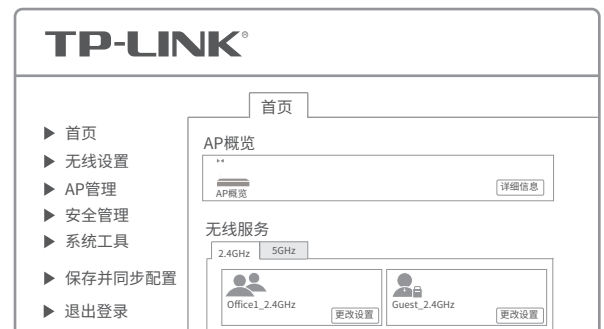 TP-LINK®
首页
▶ 首页
▶ 无线设置
▶ AP管理
▶ 安全管理
▶ 系统工具
▶ 保存并同步配置
▶ 退出登录
AP概览
AP概览
详细信息
无线服务
2.4GHz 5GHz
Office1_2.4GHz
更改设置
Guest_2.4GHz
更改设置